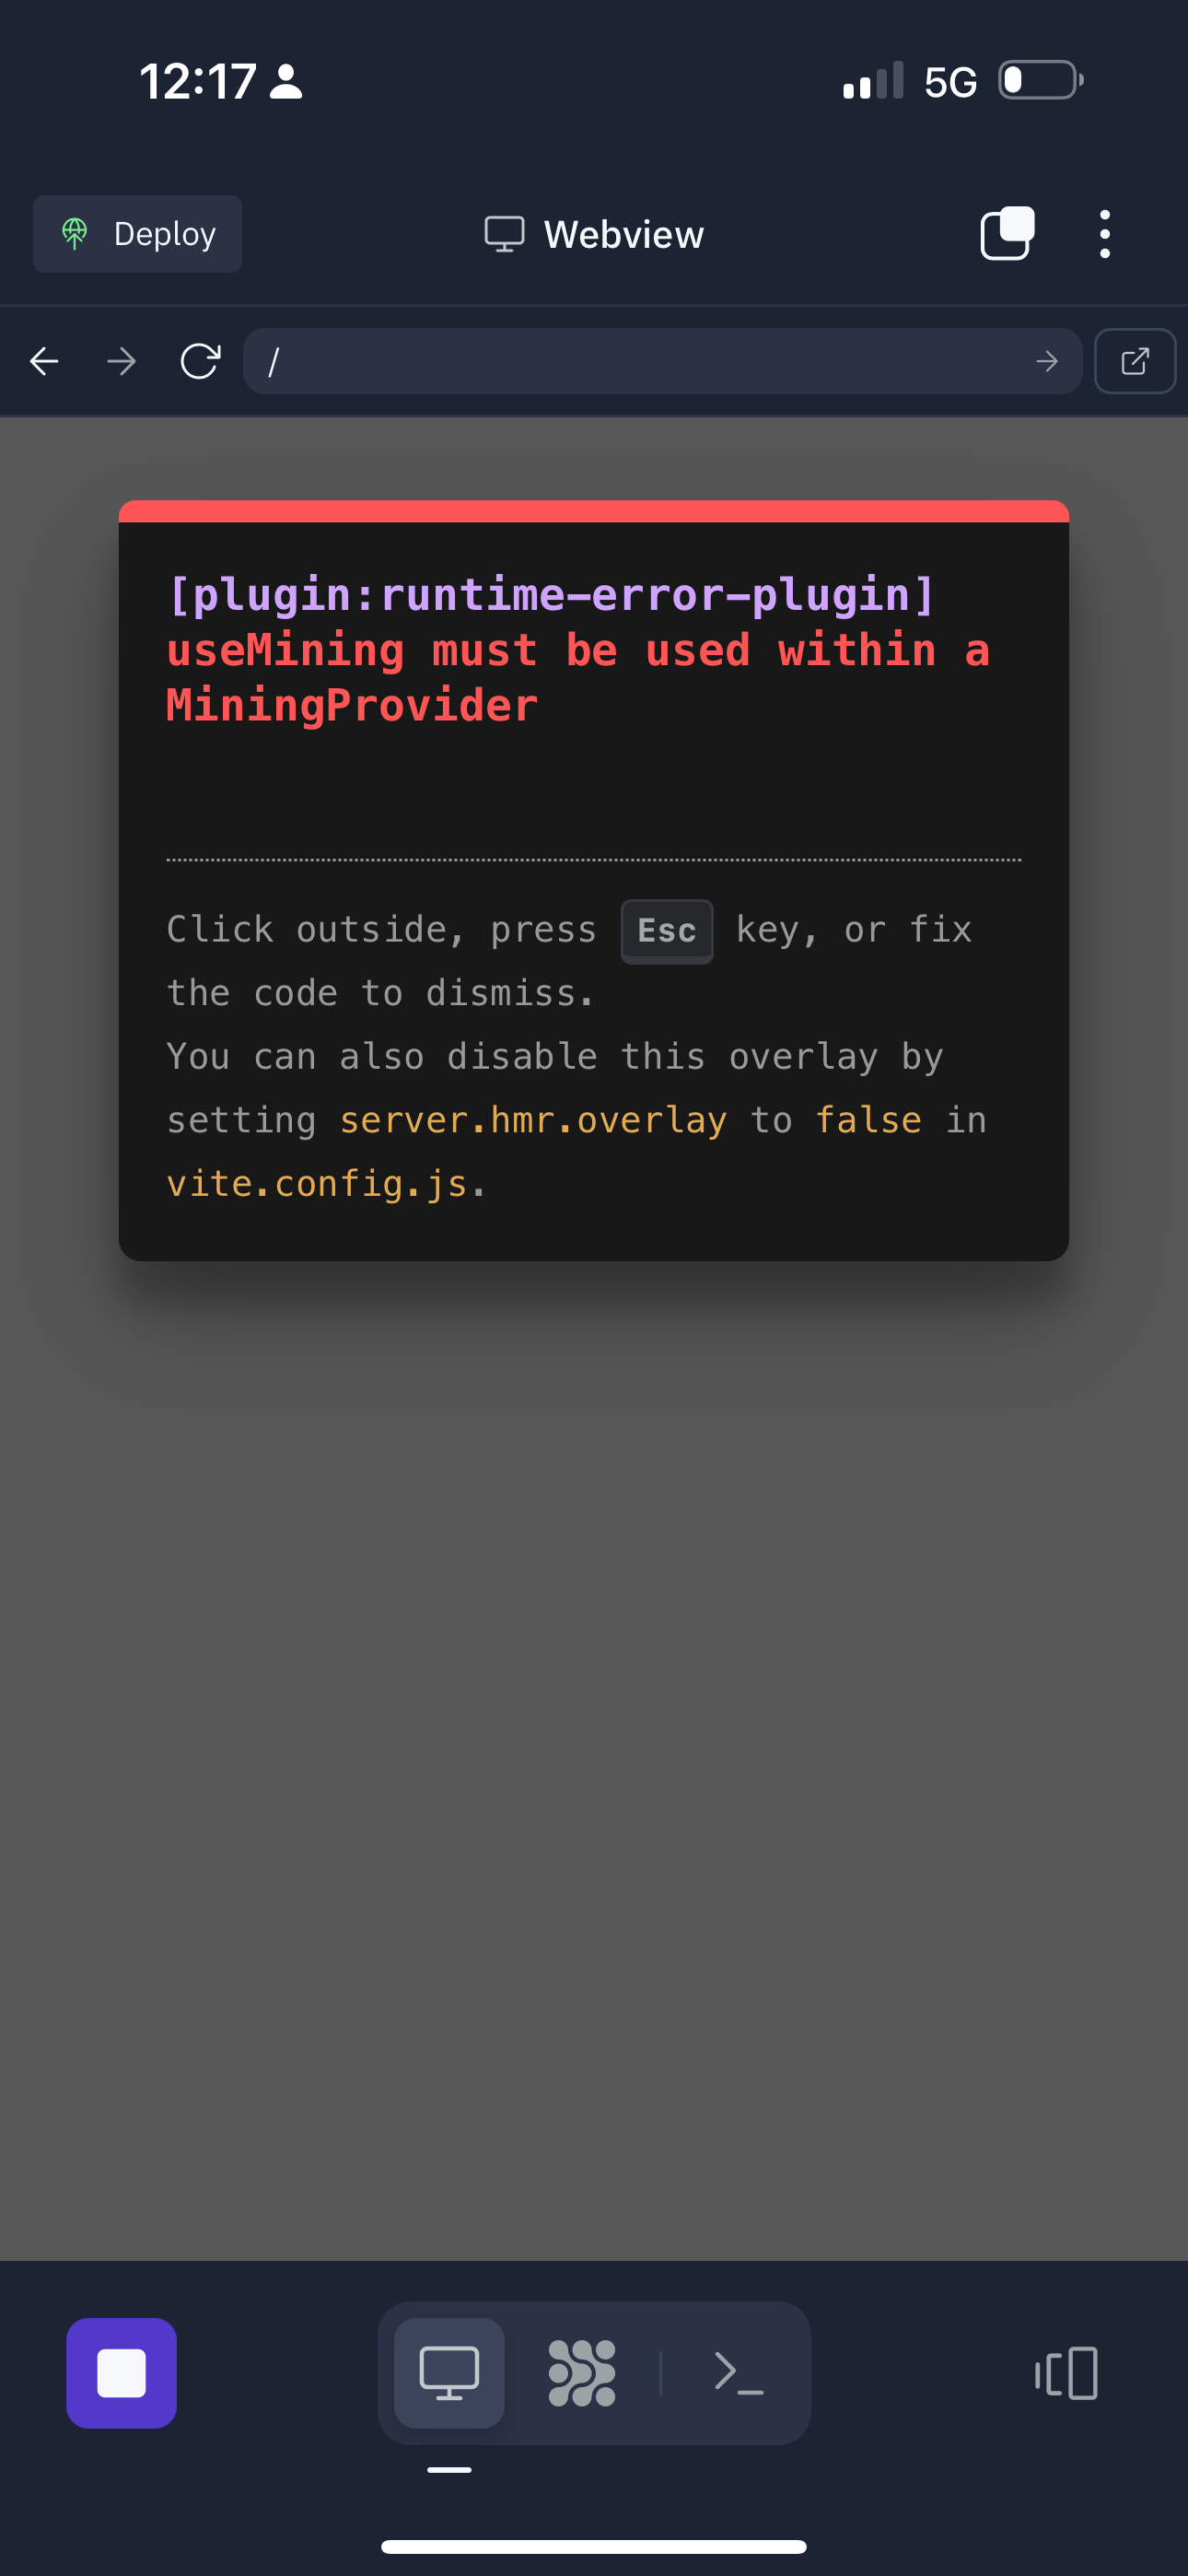 12:17
5G
Deploy
Webview
/
[plugin:runtime-error-plugin]
useMining must be used within a
MiningProvider
Click outside, press Esc key, or fix
the code to dismiss.
You can also disable this overlay by
setting server.hmr.overlay to false in
vite.config.js.